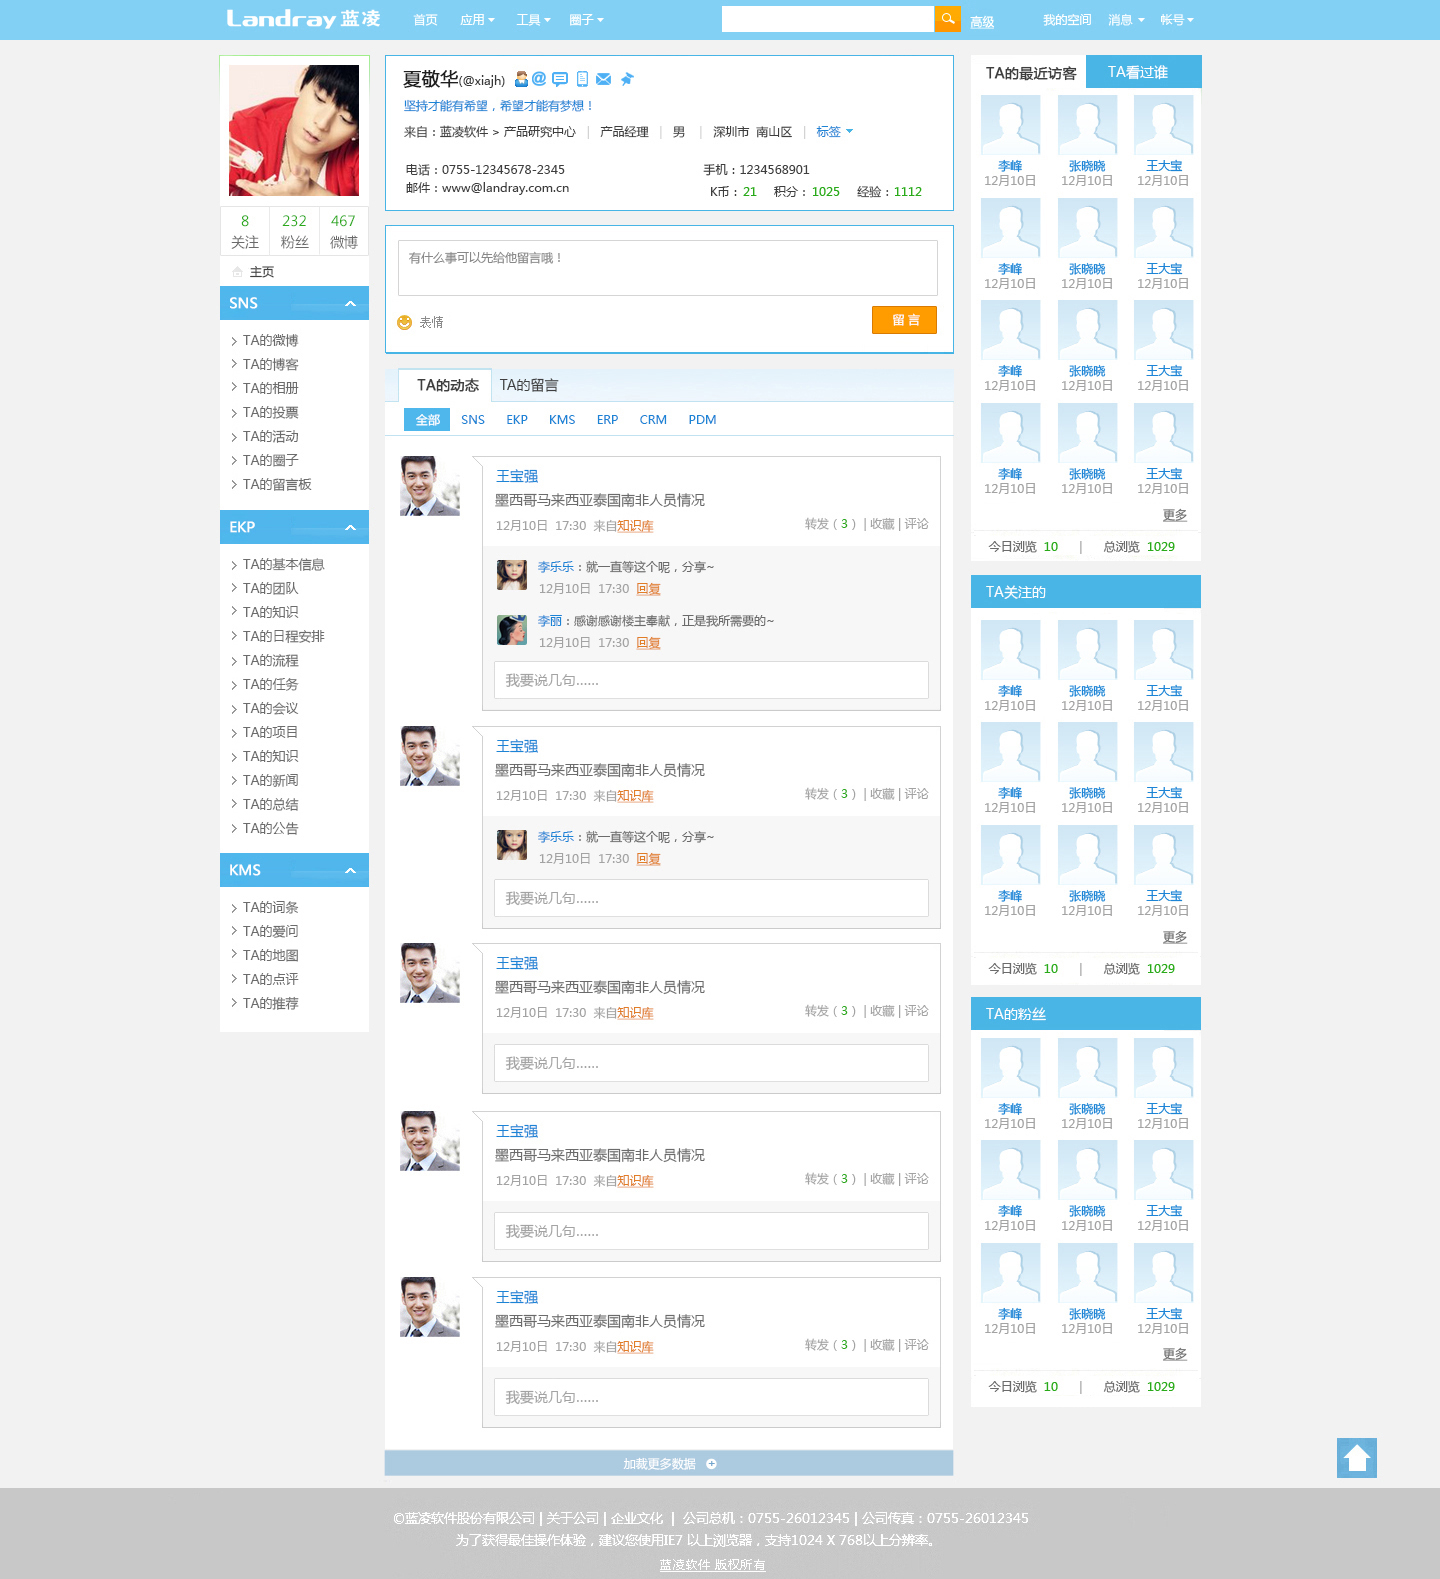 Landray 蓝凌 首页 应用 工具 圈子 高级 我的空间 消息 帐号
8 232 467
关注 粉丝 微博
主页
SNS
TA的微博
TA的博客
TA的相册
TA的投票
TA的活动
TA的圈子
TA的留言板
EKP
TA的基本信息
TA的团队
TA的知识
TA的日程安排
TA的流程
TA的任务
TA的会议
TA的项目
TA的知识
TA的新闻
TA的总结
TA的公告
KMS
TA的词条
TA的爱问
TA的地图
TA的点评
TA的推荐
夏敬华(@xiajh)
坚持才能有希望，希望才能有梦想！
来自：蓝凌软件 > 产品研究中心 | 产品经理 | 男 | 深圳市 南山区 | 标签
电话：0755-12345678-2345 手机：1234568901
邮件：www@landray.com.cn K币：21 积分：1025 经验：1112
有什么事可以先给他留言哦！
表情 留 言
TA的动态 TA的留言
全部 SNS EKP KMS ERP CRM PDM
王宝强
墨西哥马来西亚泰国南非人员情况
12月10日 17:30 来自知识库 转发（3）| 收藏 | 评论
李乐乐：就一直等这个呢，分享~
12月10日 17:30 回复
李丽：感谢感谢楼主奉献，正是我所需要的~
12月10日 17:30 回复
我要说几句......
王宝强
墨西哥马来西亚泰国南非人员情况
12月10日 17:30 来自知识库 转发（3）| 收藏 | 评论
李乐乐：就一直等这个呢，分享~
12月10日 17:30 回复
我要说几句......
王宝强
墨西哥马来西亚泰国南非人员情况
12月10日 17:30 来自知识库 转发（3）| 收藏 | 评论
我要说几句......
王宝强
墨西哥马来西亚泰国南非人员情况
12月10日 17:30 来自知识库 转发（3）| 收藏 | 评论
我要说几句......
王宝强
墨西哥马来西亚泰国南非人员情况
12月10日 17:30 来自知识库 转发（3）| 收藏 | 评论
我要说几句......
加载更多数据
TA的最近访客 TA看过谁
李峰 张晓晓 王大宝
12月10日 12月10日 12月10日
李峰 张晓晓 王大宝
12月10日 12月10日 12月10日
李峰 张晓晓 王大宝
12月10日 12月10日 12月10日
李峰 张晓晓 王大宝
12月10日 12月10日 12月10日
更多
今日浏览 10 | 总浏览 1029
TA关注的
李峰 张晓晓 王大宝
12月10日 12月10日 12月10日
李峰 张晓晓 王大宝
12月10日 12月10日 12月10日
李峰 张晓晓 王大宝
12月10日 12月10日 12月10日
更多
今日浏览 10 | 总浏览 1029
TA的粉丝
李峰 张晓晓 王大宝
12月10日 12月10日 12月10日
李峰 张晓晓 王大宝
12月10日 12月10日 12月10日
李峰 张晓晓 王大宝
12月10日 12月10日 12月10日
更多
今日浏览 10 | 总浏览 1029
©蓝凌软件股份有限公司 | 关于公司 | 企业文化 | 公司总机：0755-26012345 | 公司传真：0755-26012345
为了获得最佳操作体验，建议您使用IE7 以上浏览器，支持1024 X 768以上分辨率。
蓝凌软件 版权所有